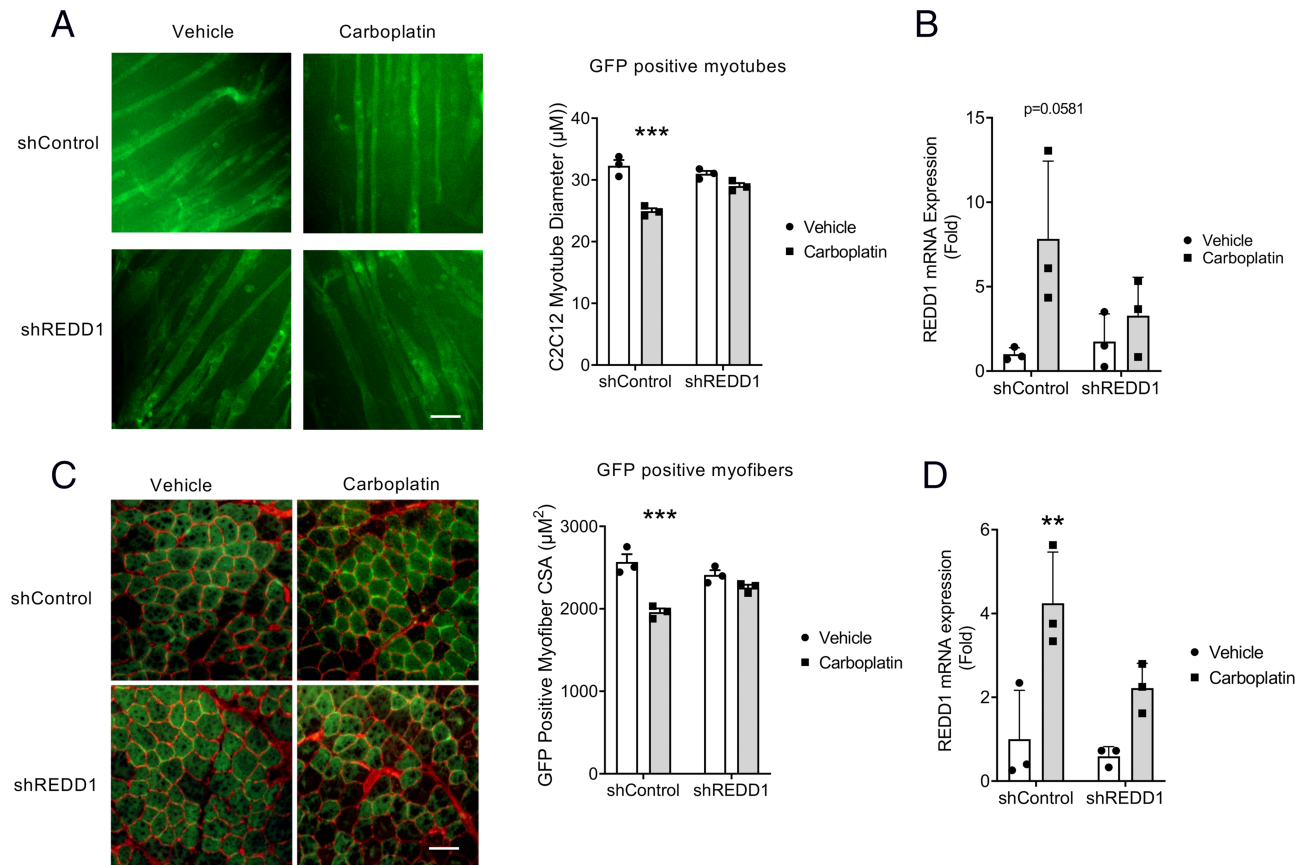 A
Vehicle
Carboplatin
shControl
shREDD1
GFP positive myotubes
C2C12 Myotube Diameter (µM))
40
30
20
10
0
***
shControl
shREDD1
Vehicle
Carboplatin
B
p=0.0581
REDD1 mRNA Expression
(Fold)
15
10
5
0
shControl
shREDD1
Vehicle
Carboplatin
C
Vehicle
Carboplatin
shControl
shREDD1
GFP positive myofibers
GFP Positive Myofiber CSA (µM²)
3000
2000
1000
0
***
shControl
shREDD1
Vehicle
Carboplatin
D
REDD1 mRNA expression
(Fold)
6
4
2
0
**
shControl
shREDD1
Vehicle
Carboplatin